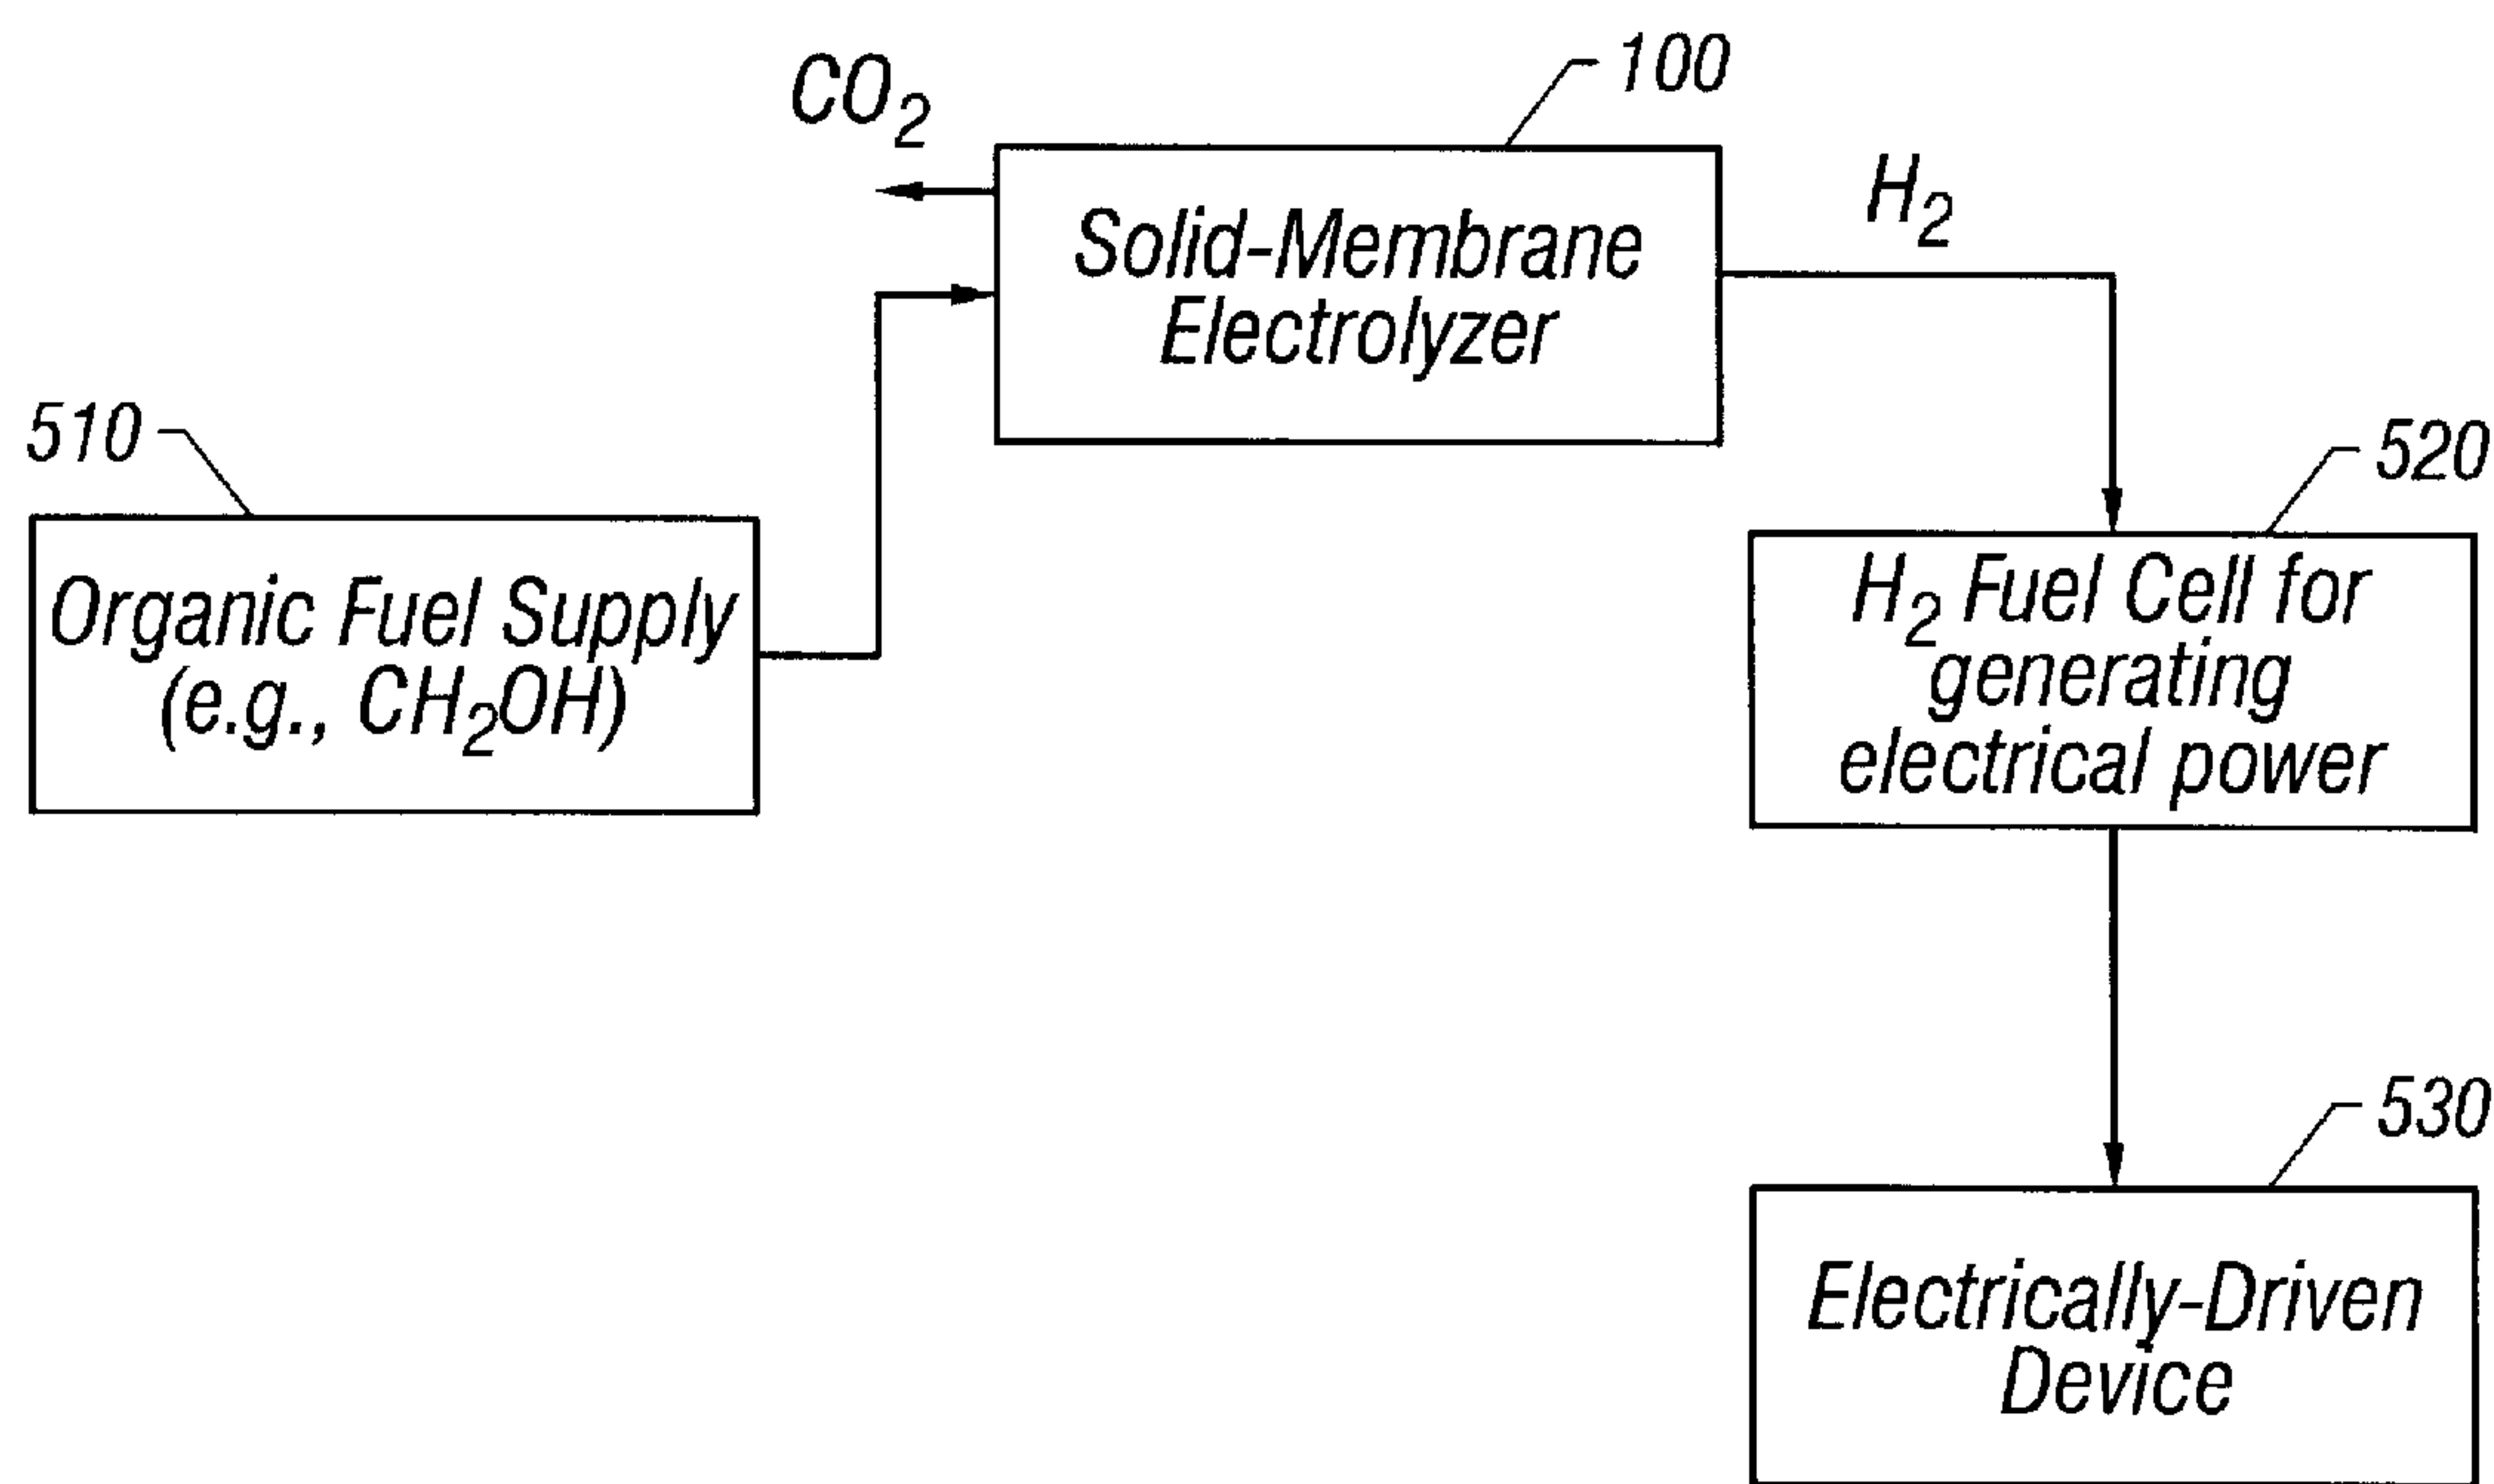 100
CO2
H2
Solid-Membrane
Electrolyzer
510
520
Organic Fuel Supply
(e.g., CH2OH)
H2 Fuel Cell for
generating
electrical power
530
Electrically-Driven
Device